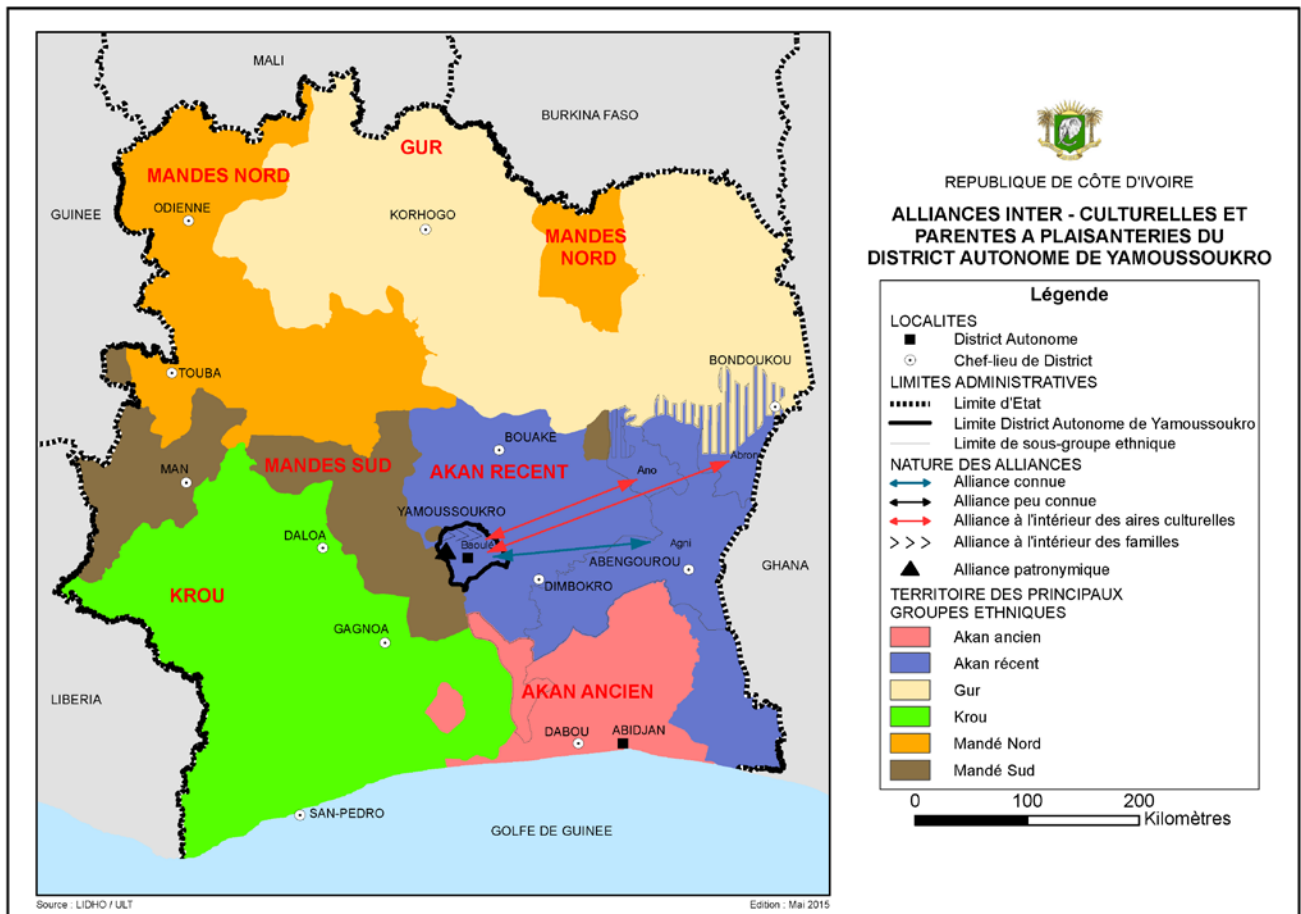 MALI
BURKINA FASO
GUR
MANDES NORD
GUINEE
ODIENNE
KORHOGO
MANDES
NORD
BONDOUKOU
TOUBA
BOUAKE
MANDES SUD
AKAN RECENT
Abron
Ano
MAN
YAMOUSSOUKRO
DALOA
Baoulé
Agni
ABENGOUROU
GHANA
DIMBOKRO
KROU
GAGNOA
LIBERIA
AKAN ANCIEN
DABOU
ABIDJAN
SAN-PEDRO
GOLFE DE GUINEE
Source : LIDHO / ULT
Edition : Mai 2015
REPUBLIQUE DE CÔTE D'IVOIRE
ALLIANCES INTER - CULTURELLES ET
PARENTES A PLAISANTERIES DU
DISTRICT AUTONOME DE YAMOUSSOUKRO
Légende
LOCALITES
District Autonome
Chef-lieu de District
LIMITES ADMINISTRATIVES
Limite d'Etat
Limite District Autonome de Yamoussoukro
Limite de sous-groupe ethnique
NATURE DES ALLIANCES
Alliance connue
Alliance peu connue
Alliance à l'intérieur des aires culturelles
Alliance à l'intérieur des familles
Alliance patronymique
TERRITOIRE DES PRINCIPAUX
GROUPES ETHNIQUES
Akan ancien
Akan récent
Gur
Krou
Mandé Nord
Mandé Sud
0 100 200
Kilomètres